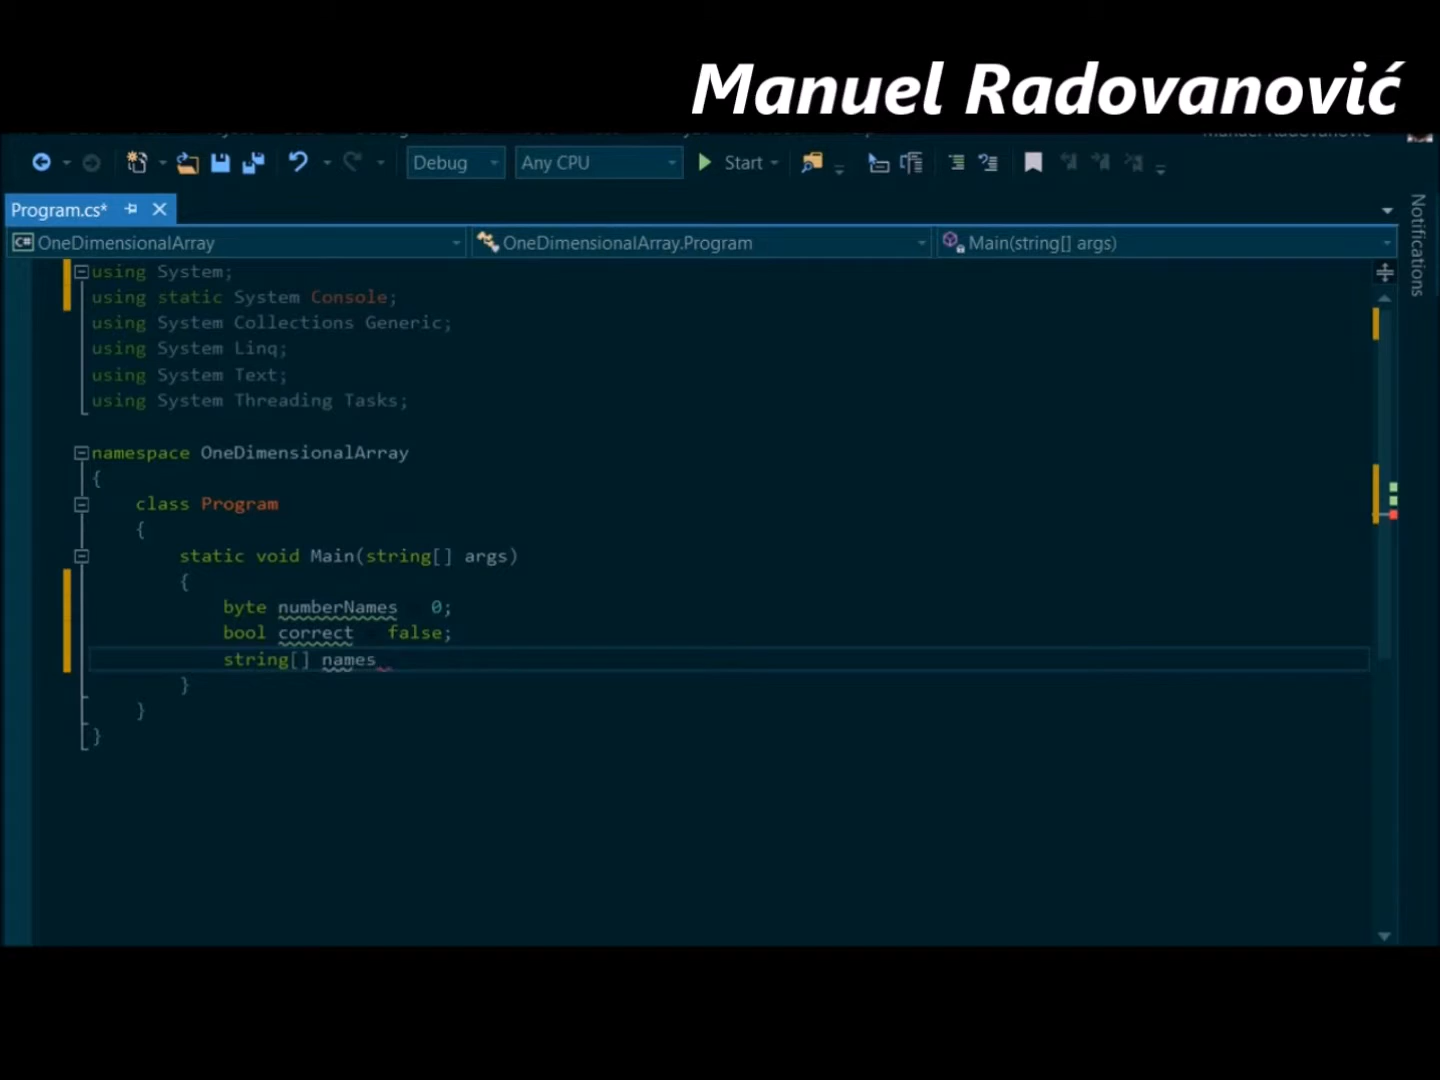 Manuel Radovanović
Debug Any CPU Start
Program.cs*
OneDimensionalArray OneDimensionalArray.Program Main(string[] args)
Notifications
using System;
using static System Console;
using System Collections Generic;
using System Linq;
using System Text;
using System Threading Tasks;
namespace OneDimensionalArray
{
class Program
{
static void Main(string[] args)
{
byte numberNames 0;
bool correct false;
string[] names
}
}
}